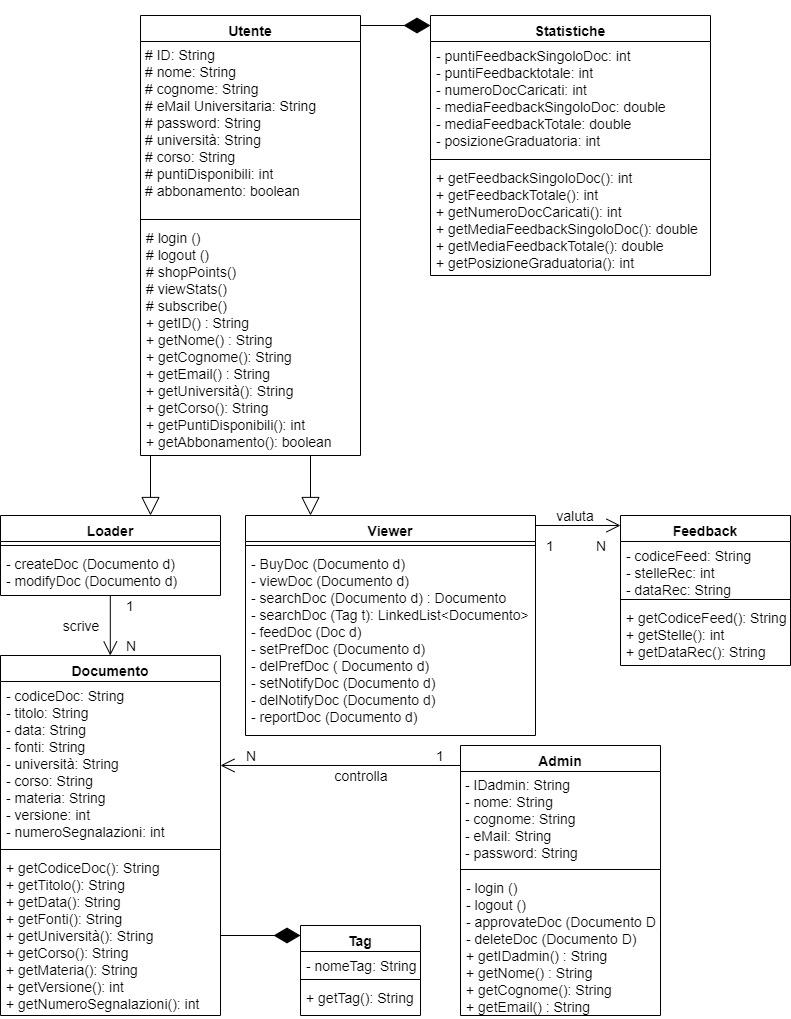 Utente
# ID: String
# nome: String
# cognome: String
# eMail Universitaria: String
# password: String
# università: String
# corso: String
# puntiDisponibili: int
# abbonamento: boolean
# login ()
# logout ()
# shopPoints()
# viewStats()
# subscribe()
+ getID() : String
+ getNome() : String
+ getCognome(): String
+ getEmail() : String
+ getUniversità(): String
+ getCorso(): String
+ getPuntiDisponibili(): int
+ getAbbonamento(): boolean
Statistiche
- puntiFeedbackSingoloDoc: int
- puntiFeedbacktotale: int
- numeroDocCaricati: int
- mediaFeedbackSingoloDoc: double
- mediaFeedbackTotale: double
- posizioneGraduatoria: int
+ getFeedbackSingoloDoc(): int
+ getFeedbackTotale(): int
+ getNumeroDocCaricati(): int
+ getMediaFeedbackSingoloDoc(): double
+ getMediaFeedbackTotale(): double
+ getPosizioneGraduatoria(): int
Loader
- createDoc (Documento d)
- modifyDoc (Documento d)
1
scrive
N
Viewer
- BuyDoc (Documento d)
- viewDoc (Documento d)
- searchDoc (Documento d) : Documento
- searchDoc (Tag t): LinkedList<Documento>
- feedDoc (Doc d)
- setPrefDoc (Documento d)
- delPrefDoc ( Documento d)
- setNotifyDoc (Documento d)
- delNotifyDoc (Documento d)
- reportDoc (Documento d)
valuta
1 N
Feedback
- codiceFeed: String
- stelleRec: int
- dataRec: String
+ getCodiceFeed(): String
+ getStelle(): int
+ getDataRec(): String
Documento
- codiceDoc: String
- titolo: String
- data: String
- fonti: String
- università: String
- corso: String
- materia: String
- versione: int
- numeroSegnalazioni: int
+ getCodiceDoc(): String
+ getTitolo(): String
+ getData(): String
+ getFonti(): String
+ getUniversità(): String
+ getCorso(): String
+ getMateria(): String
+ getVersione(): int
+ getNumeroSegnalazioni(): int
N 1
controlla
Admin
- IDadmin: String
- nome: String
- cognome: String
- eMail: String
- password: String
- login ()
- logout ()
- approvateDoc (Documento D
- deleteDoc (Documento D)
+ getIDadmin() : String
+ getNome() : String
+ getCognome(): String
+ getEmail() : String
Tag
- nomeTag: String
+ getTag(): String